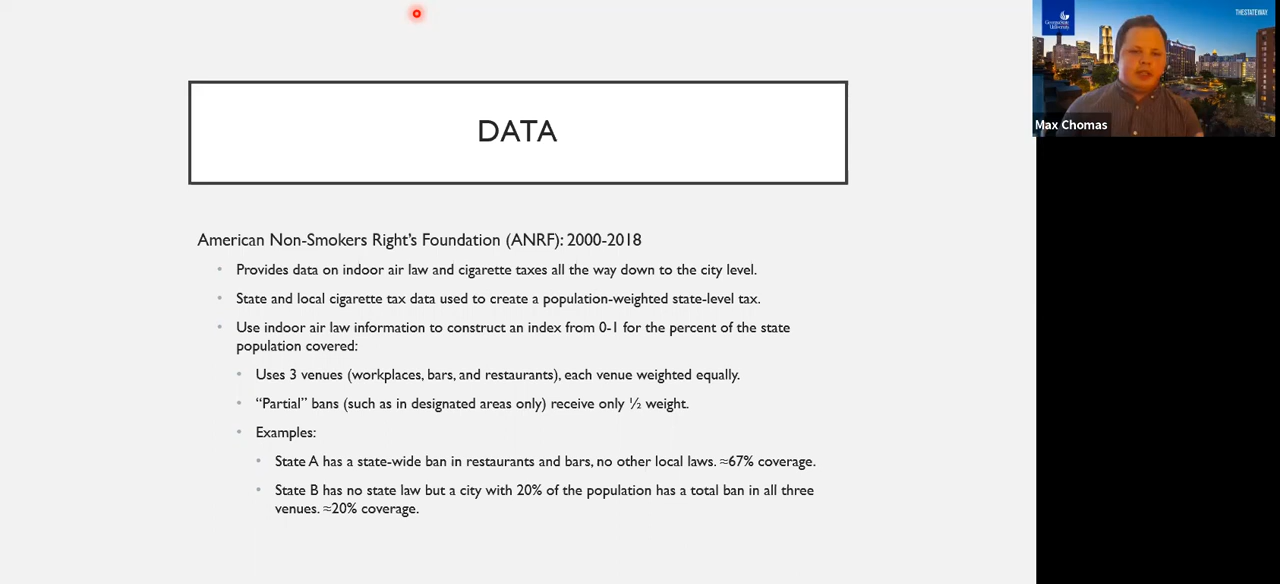 DATA
American Non-Smokers Right's Foundation (ANRF): 2000-2018
Provides data on indoor air law and cigarette taxes all the way down to the city level.
State and local cigarette tax data used to create a population-weighted state-level tax.
Use indoor air law information to construct an index from 0-1 for the percent of the state
population covered:
Uses 3 venues (workplaces, bars, and restaurants), each venue weighted equally.
“Partial” bans (such as in designated areas only) receive only ½ weight.
Examples:
State A has a state-wide ban in restaurants and bars, no other local laws. ≈67% coverage.
State B has no state law but a city with 20% of the population has a total ban in all three
venues. ≈20% coverage.
Georgia State
University
THESTATEWAY
Max Chomas